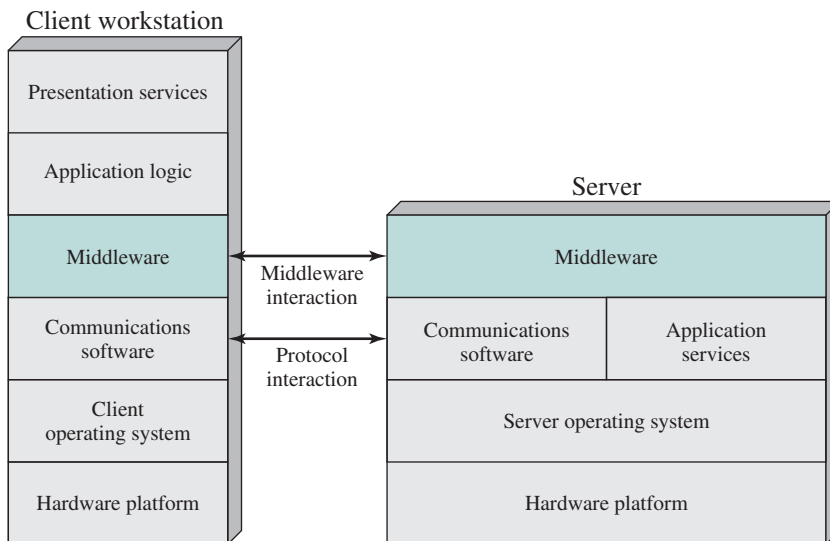 Client workstation
Presentation services
Application logic
Middleware
Communications
software
Client
operating system
Hardware platform
Middleware
interaction
Protocol
interaction
Server
Middleware
Communications
software
Application
services
Server operating system
Hardware platform